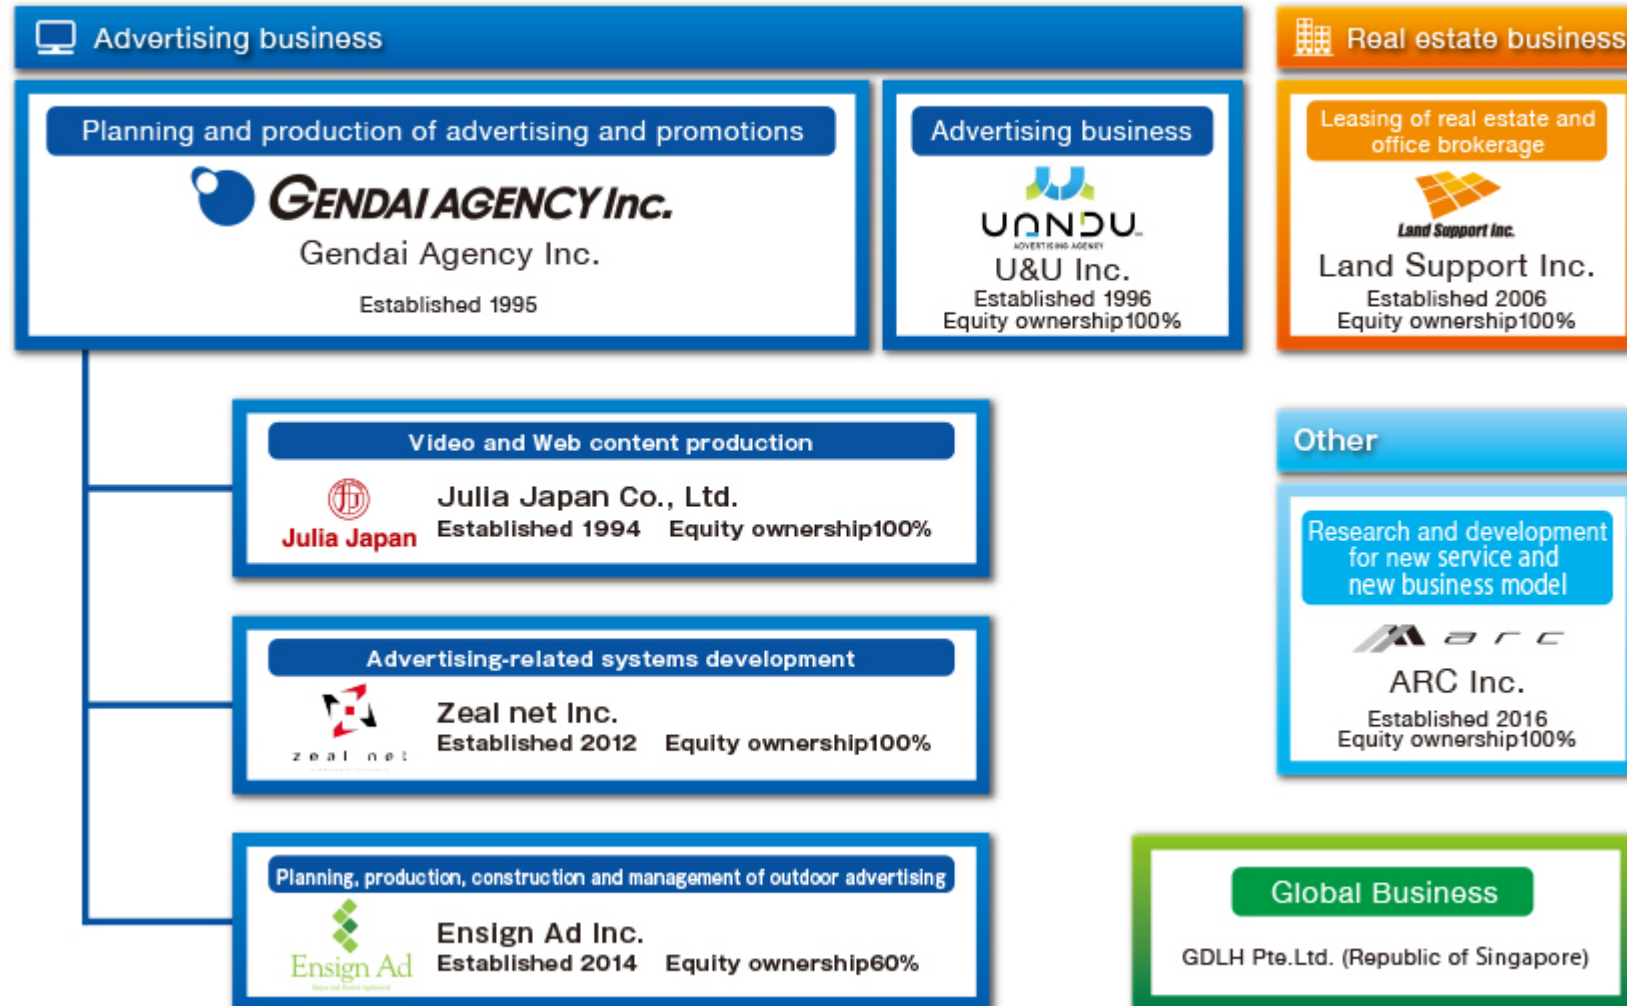 Advertising business
Planning and production of advertising and promotions
GENDAI AGENCY Inc.
Gendai Agency Inc.
Established 1995
Advertising business
UANDU
ADVERTISING AGENCY
U&U Inc.
Established 1996
Equity ownership100%
Real estate business
Leasing of real estate and
office brokerage
Land Support Inc.
Land Support Inc.
Established 2006
Equity ownership100%
Video and Web content production
Julia Japan
Julia Japan Co., Ltd.
Established 1994 Equity ownership100%
Advertising-related systems development
zeal net
Zeal net Inc.
Established 2012 Equity ownership100%
Planning, production, construction and management of outdoor advertising
Ensign Ad
Ensign Ad Inc.
Established 2014 Equity ownership60%
Other
Research and development
for new service and
new business model
arc
ARC Inc.
Established 2016
Equity ownership100%
Global Business
GDLH Pte.Ltd. (Republic of Singapore)